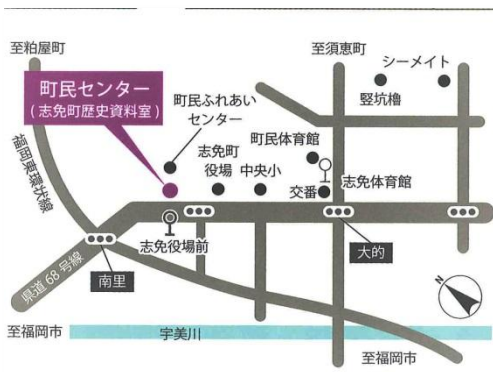 至粕屋町
至須恵町
シーメイト
竪坑櫓
町民センター
(志免町歴史資料室)
町民ふれあい
センター
町民体育館
志免町
役場
中央小
交番
志免体育館
福岡東環状線
志免役場前
大的
南里
県道68号線
N
至福岡市
宇美川
至福岡市